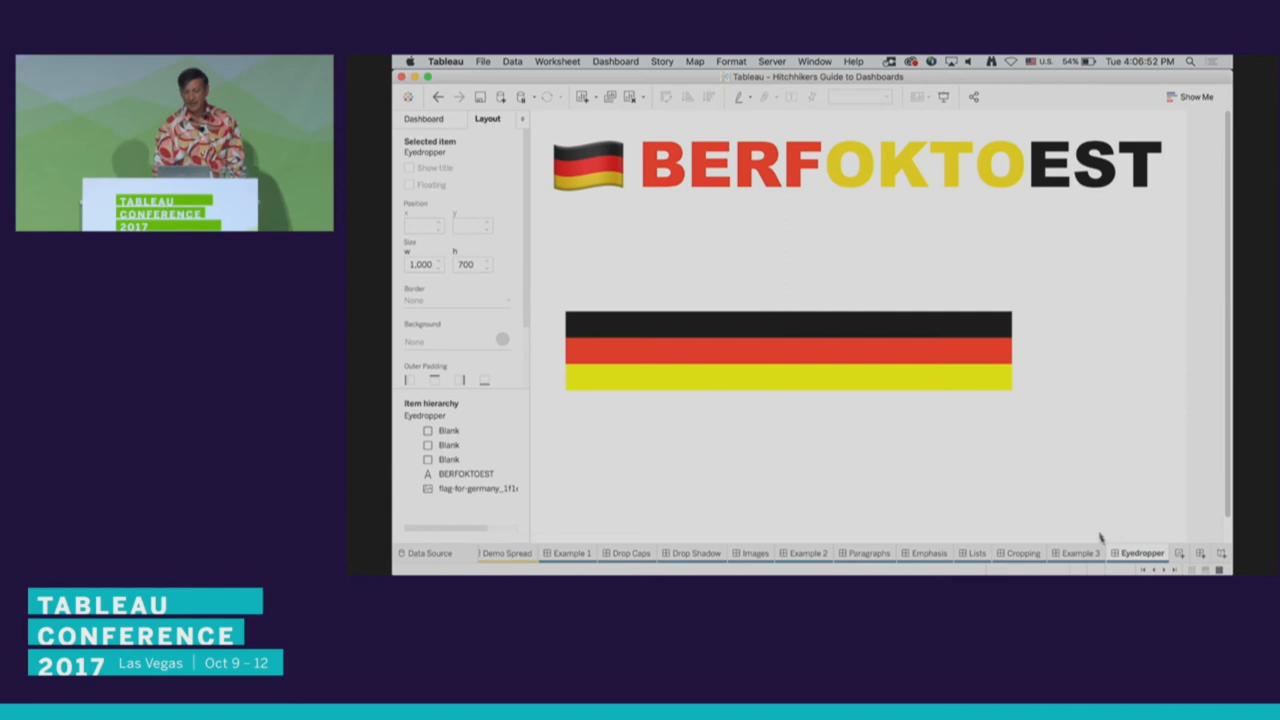 TABLEAU
CONFERENCE
2017
Tableau File Data Worksheet Dashboard Story Map Format Server Window Help U.S. 54% Tue 4:06:52 PM
Tableau - Hitchhikers Guide to Dashboards
Show Me
Dashboard Layout
Selected item
Eyedropper
Show title
Floating
Position
x y
Size
w h
1,000 700
Border
None
Background
None
Outer Padding
Item hierarchy
Eyedropper
Blank
Blank
Blank
A BERFOKTOEST
flag-for-germany_1f1
BERFOKTOEST
Data Source Demo Spread Example 1 Drop Caps Drop Shadow Images Example 2 Paragraphs Emphasis Lists Cropping Example 3 Eyedropper
TABLEAU
CONFERENCE
2017 Las Vegas | Oct 9 – 12